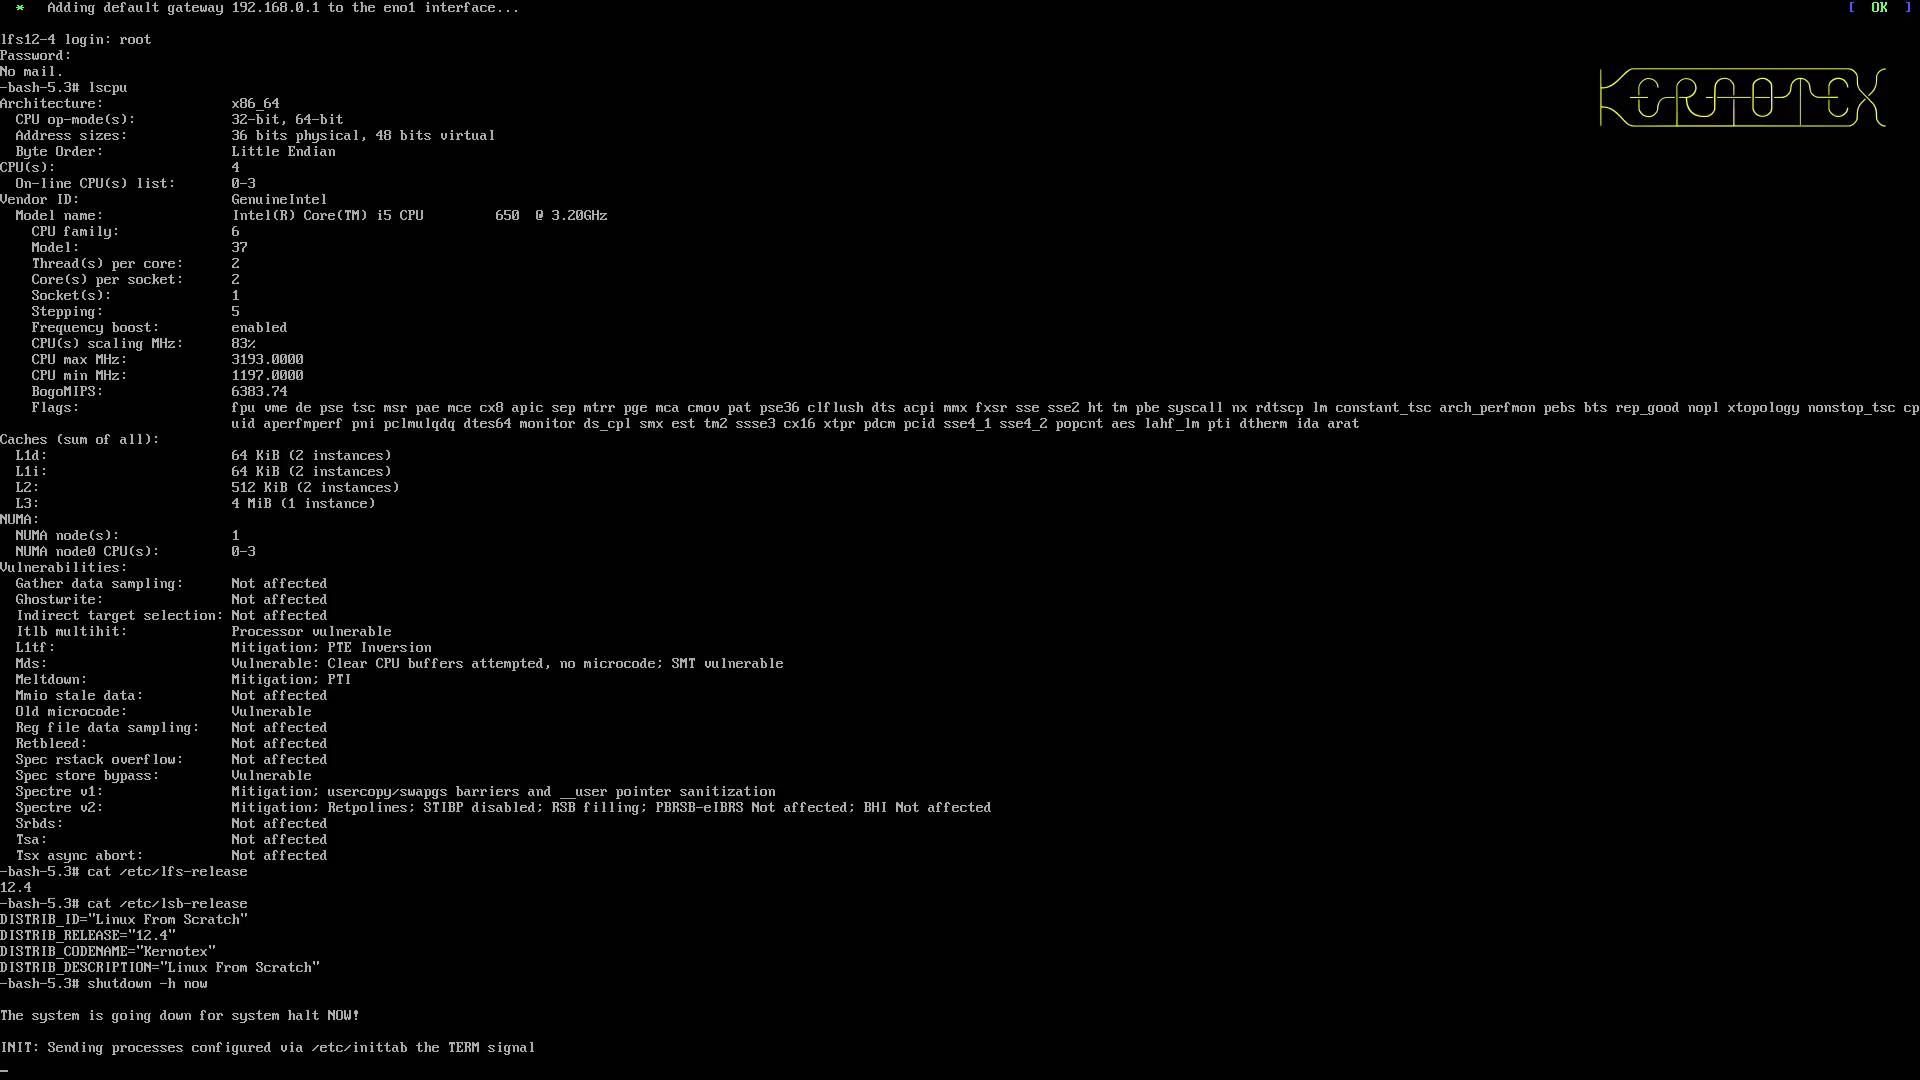 * Adding default gateway 192.168.0.1 to the eno1 interface... [ OK ]
lfs12-4 login: root
Password:
No mail.
KERNOTEX
-bash-5.3# lscpu
Architecture: x86_64
CPU op-mode(s): 32-bit, 64-bit
Address sizes: 36 bits physical, 48 bits virtual
Byte Order: Little Endian
CPU(s): 4
On-line CPU(s) list: 0-3
Vendor ID: GenuineIntel
Model name: Intel(R) Core(TM) i5 CPU 650 @ 3.20GHz
CPU family: 6
Model: 37
Thread(s) per core: 2
Core(s) per socket: 2
Socket(s): 1
Stepping: 5
Frequency boost: enabled
CPU(s) scaling MHz: 83%
CPU max MHz: 3193.0000
CPU min MHz: 1197.0000
BogoMIPS: 6383.74
Flags: fpu vme de pse tsc msr pae mce cx8 apic sep mtrr pge mca cmov pat pse36 clflush dts acpi mmx fxsr sse sse2 ht tm pbe syscall nx rdtscp lm constant_tsc arch_perfmon pebs bts rep_good nopl xtopology nonstop_tsc cp
uid aperfmperf pni pclmulqdq dtes64 monitor ds_cpl smx est tm2 ssse3 cx16 xtpr pdcm pcid sse4_1 sse4_2 popcnt aes lahf_lm pti dtherm ida arat
Caches (sum of all):
L1d: 64 KiB (2 instances)
L1i: 64 KiB (2 instances)
L2: 512 KiB (2 instances)
L3: 4 MiB (1 instance)
NUMA:
NUMA node(s): 1
NUMA node0 CPU(s): 0-3
Vulnerabilities:
Gather data sampling: Not affected
Ghostwrite: Not affected
Indirect target selection: Not affected
Itlb multihit: Processor vulnerable
L1tf: Mitigation; PTE Inversion
Mds: Vulnerable: Clear CPU buffers attempted, no microcode; SMT vulnerable
Meltdown: Mitigation; PTI
Mmio stale data: Not affected
Old microcode: Vulnerable
Reg file data sampling: Not affected
Retbleed: Not affected
Spec rstack overflow: Not affected
Spec store bypass: Vulnerable
Spectre v1: Mitigation; usercopy/swapgs barriers and __user pointer sanitization
Spectre v2: Mitigation; Retpolines; STIBP disabled; RSB filling; PBRSB-eIBRS Not affected; BHI Not affected
Srbds: Not affected
Tsa: Not affected
Tsx async abort: Not affected
-bash-5.3# cat /etc/lfs-release
12.4
-bash-5.3# cat /etc/lsb-release
DISTRIB_ID="Linux From Scratch"
DISTRIB_RELEASE="12.4"
DISTRIB_CODENAME="Kernotex"
DISTRIB_DESCRIPTION="Linux From Scratch"
-bash-5.3# shutdown -h now
The system is going down for system halt NOW!
INIT: Sending processes configured via /etc/inittab the TERM signal